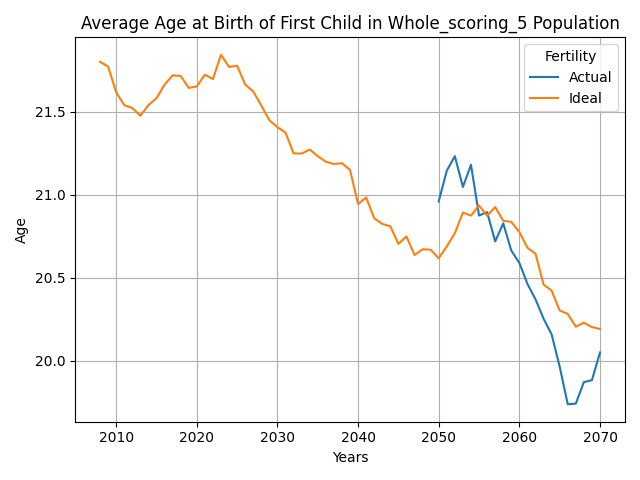 Average Age at Birth of First Child in Whole_scoring_5 Population
Fertility
Actual
Ideal
Age
21.5
21.0
20.5
20.0
2010 2020 2030 2040 2050 2060 2070
Years